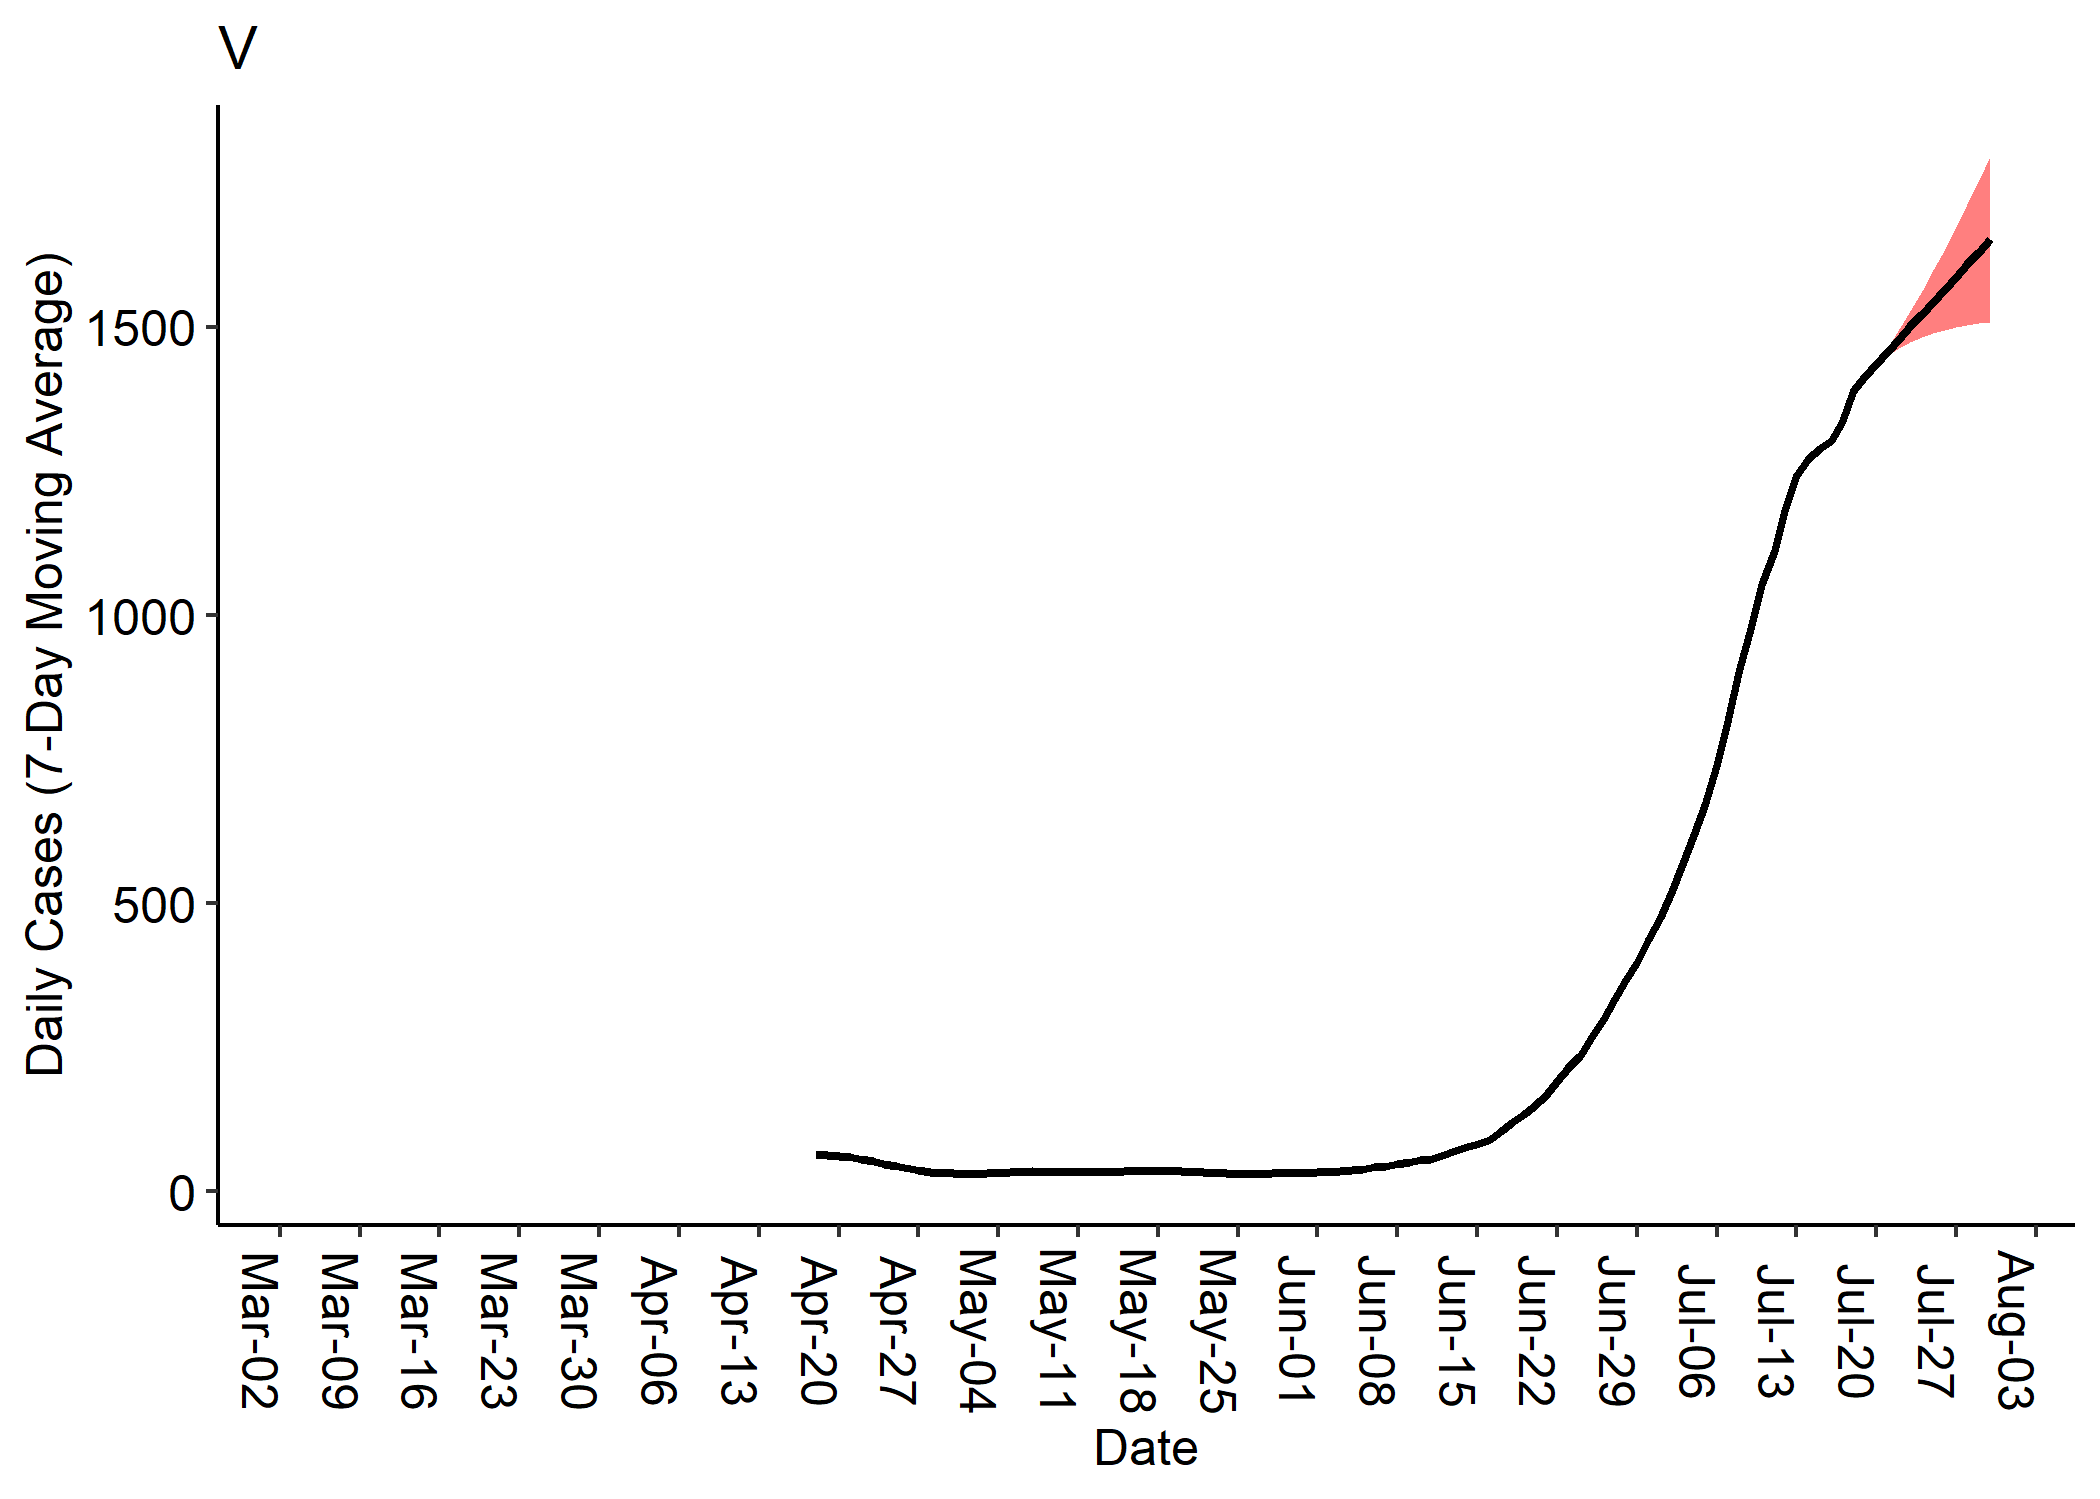 V
Daily Cases (7-Day Moving Average)
1500
1000
500
0
Mar-02
Mar-09
Mar-16
Mar-23
Mar-30
Apr-06
Apr-13
Apr-20
Apr-27
May-04
May-11
May-18
May-25
Jun-01
Jun-08
Jun-15
Jun-22
Jun-29
Jul-06
Jul-13
Jul-20
Jul-27
Aug-03
Date